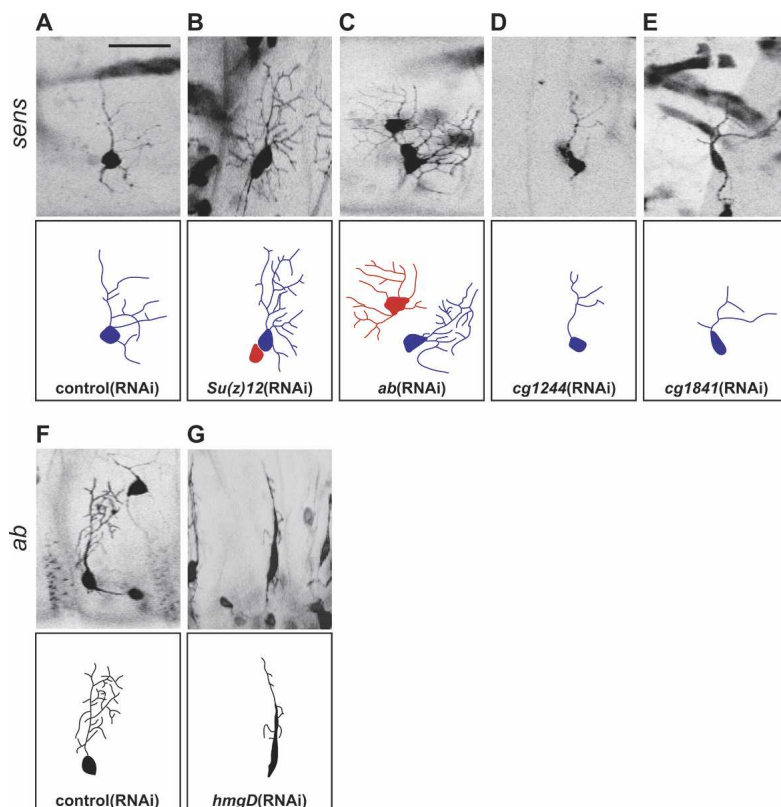 A B C D E
sens
control(RNAi) Su(z)12(RNAi) ab(RNAi) cg1244(RNAi) cg1841(RNAi)
F G
ab
control(RNAi) hmgD(RNAi)